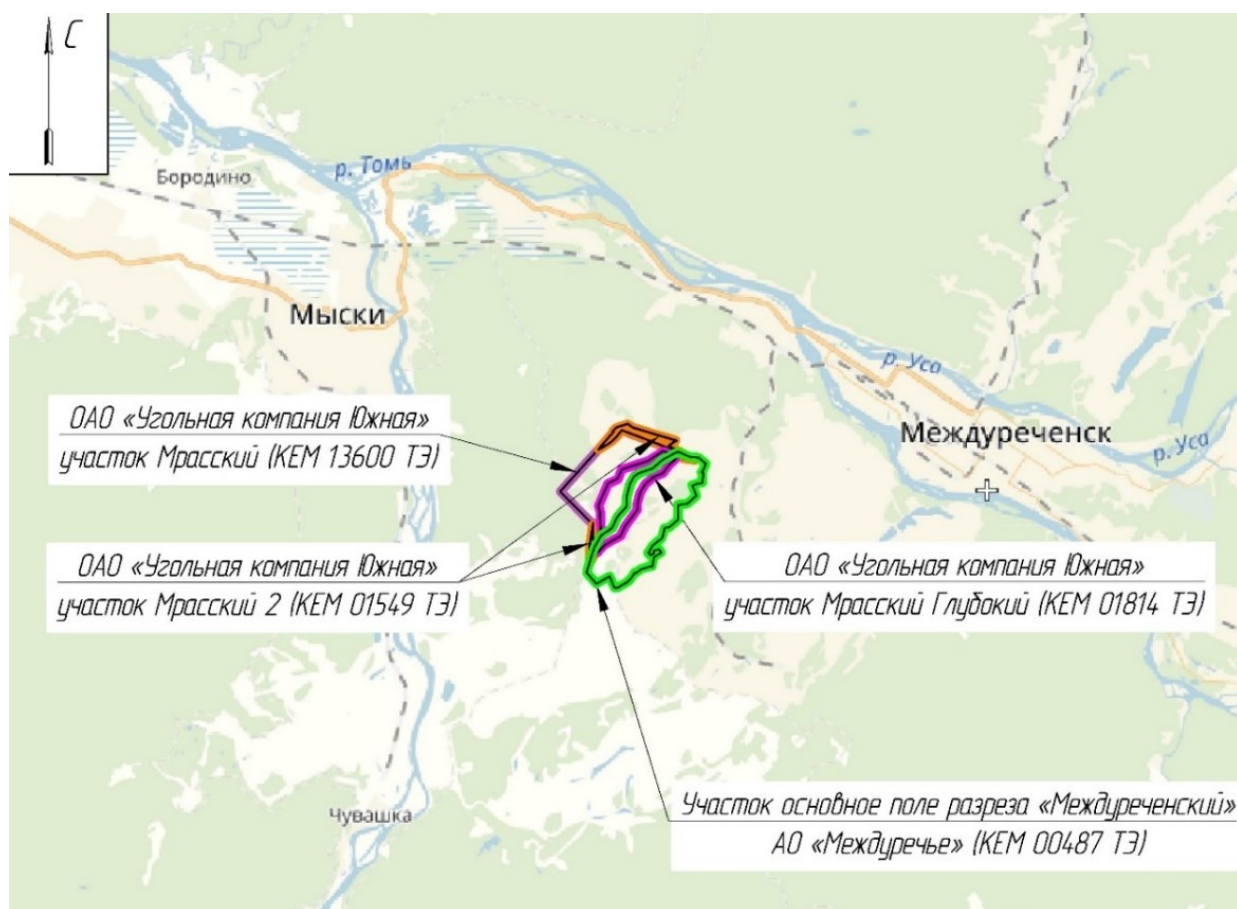 С
р. Томь
Бородино
Мыски
р. Уса
Междуреченск
р. Уса
ОАО «Угольная компания Южная»
участок Мрасский (КЕМ 13600 ТЭ)
ОАО «Угольная компания Южная»
участок Мрасский 2 (КЕМ 01549 ТЭ)
ОАО «Угольная компания Южная»
участок Мрасский Глубокий (КЕМ 01814 ТЭ)
Участок основное поле разреза «Междуреченский»
АО «Междуречье» (КЕМ 00487 ТЭ)
Чувашка